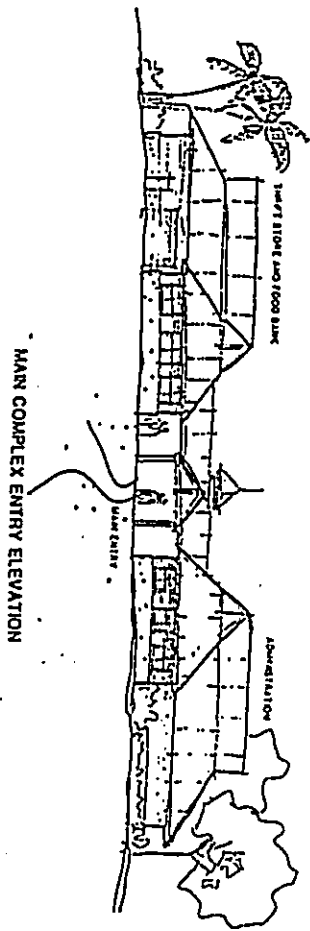 THRIFT STORE AND FOOD BANK
ADMINISTRATION
MAIN ENTRY
MAIN COMPLEX ENTRY ELEVATION